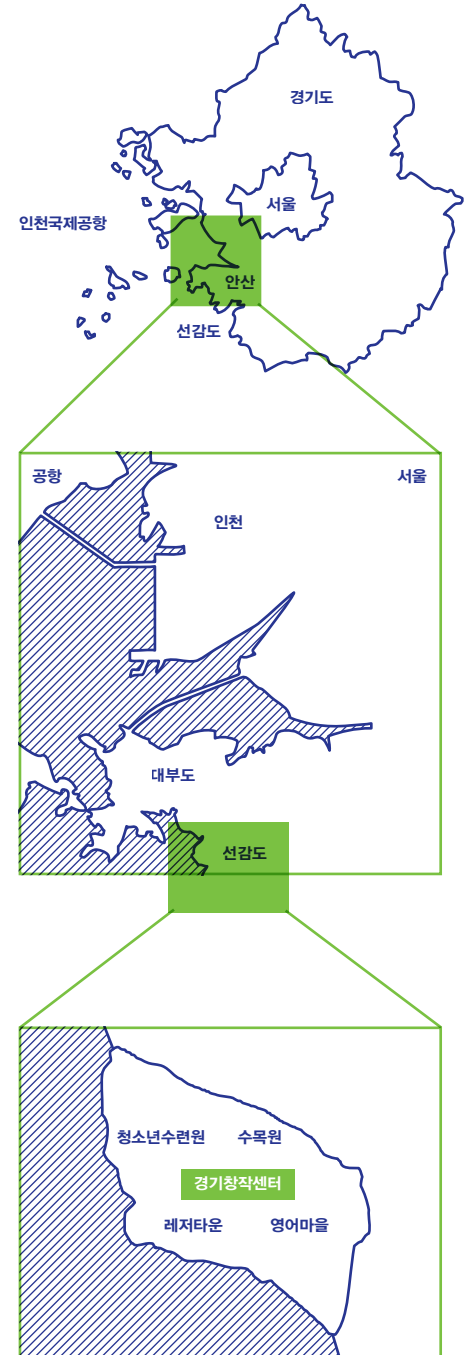 경기도
서울
인천국제공항
안산
선감도
공항
서울
인천
대부도
선감도
청소년수련원
수목원
경기창작센터
레저타운
영어마을